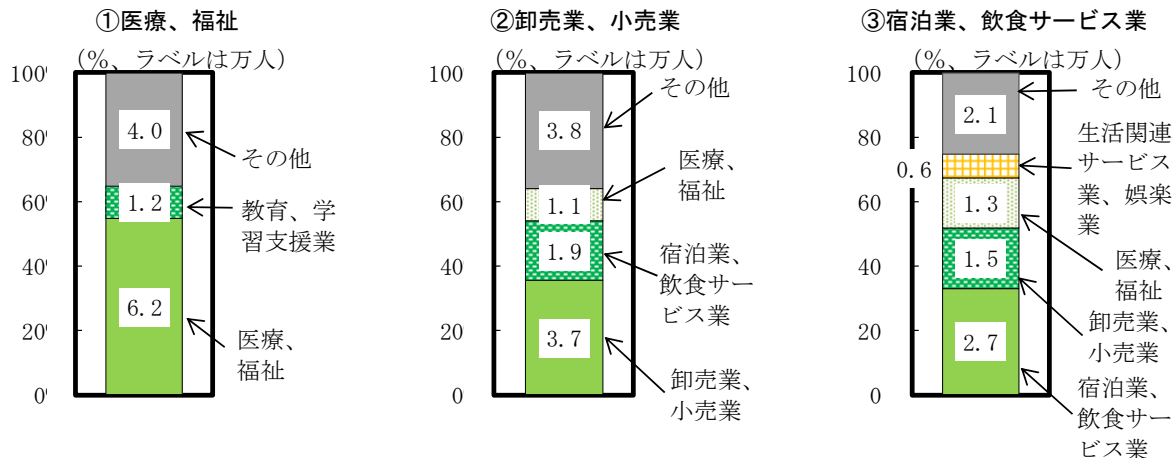 ①医療、福祉
(%、ラベルは万人)
100
80
60
40
20
0
4.0
1.2
6.2
その他
教育、学
習支援業
医療、
福祉
②卸売業、小売業
(%、ラベルは万人)
100
80
60
40
20
0
3.8
1.1
1.9
3.7
その他
医療、
福祉
宿泊業、
飲食サー
ビス業
卸売業、
小売業
③宿泊業、飲食サービス業
(%、ラベルは万人)
100
80
60
40
20
0
2.1
0.6
1.3
1.5
2.7
その他
生活関連
サービス
業、娯楽
業
医療、
福祉
卸売業、
小売業
宿泊業、
飲食サー
ビス業